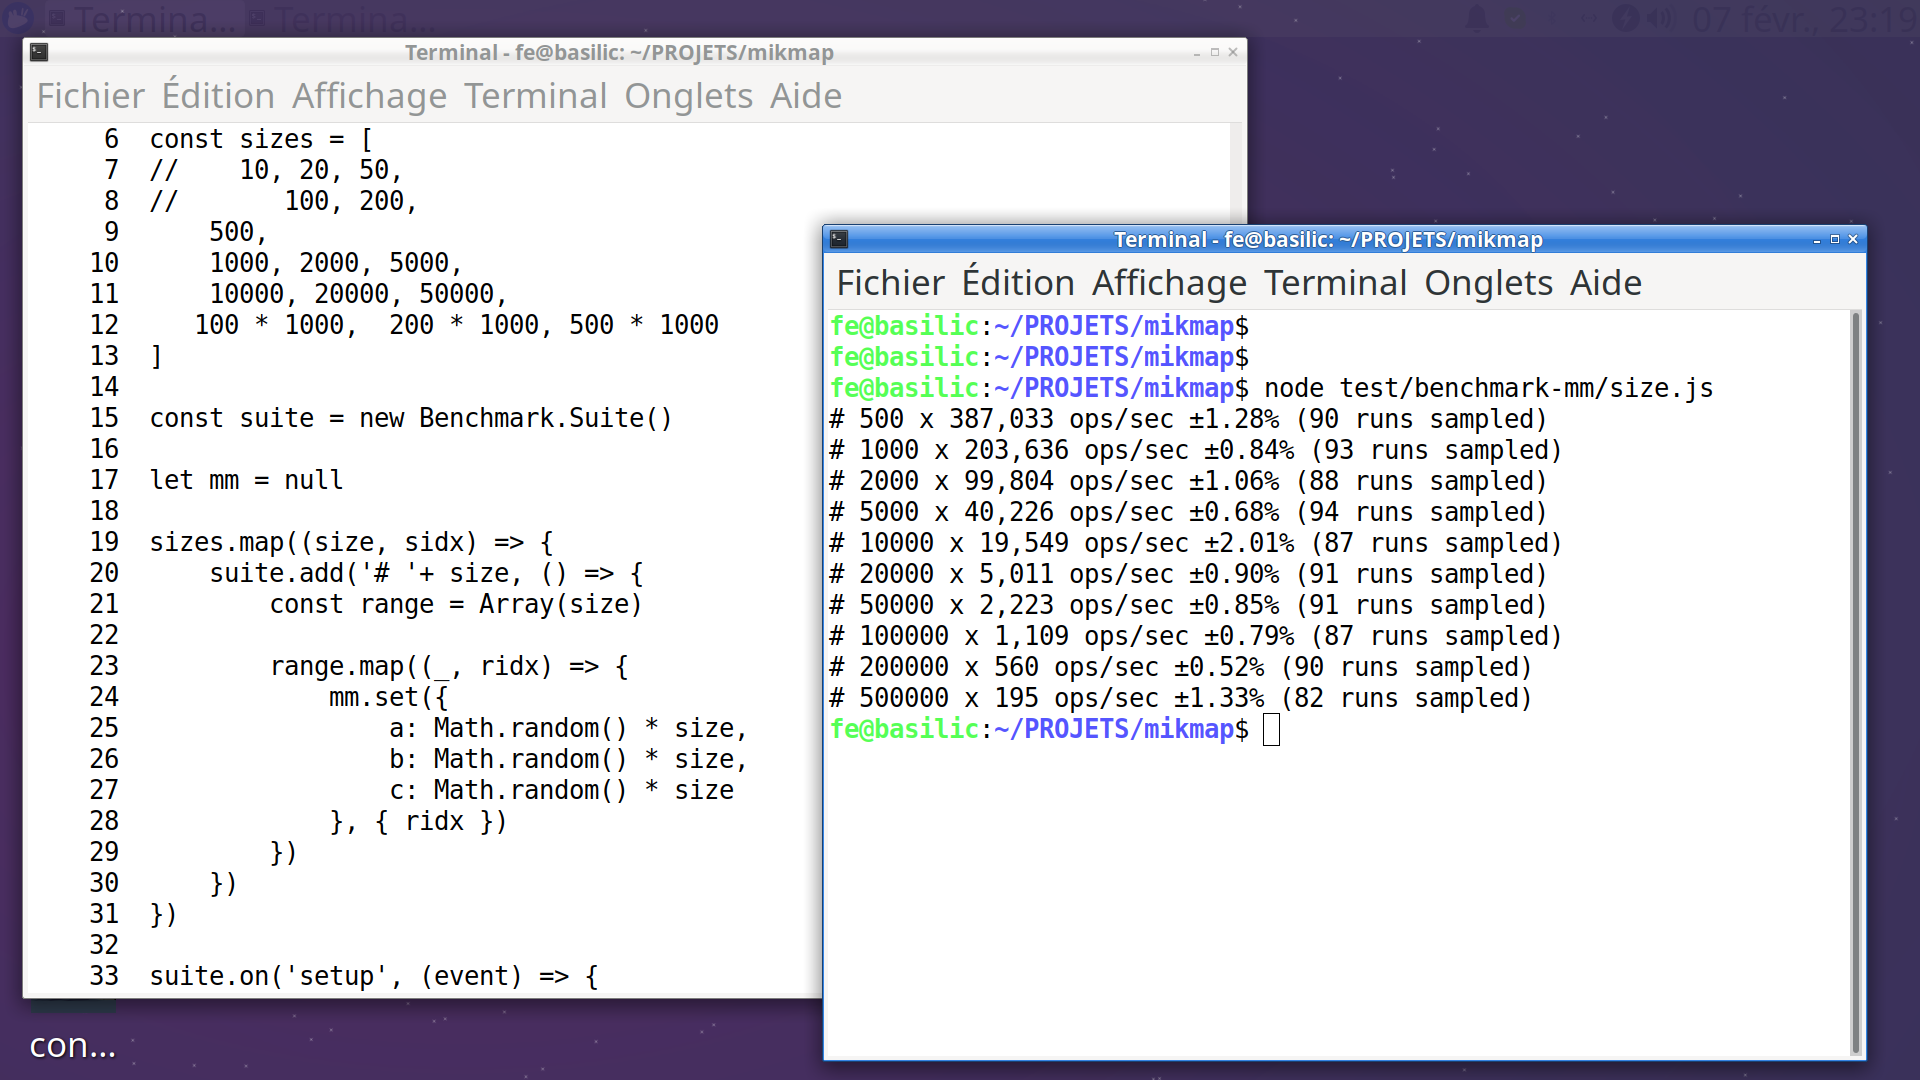 Termina... Termina... 07 févr., 23:19
Terminal - fe@basilic: ~/PROJETS/mikmap
Fichier Édition Affichage Terminal Onglets Aide
6 const sizes = [
7 //    10, 20, 50,
8 //       100, 200,
9     500,
10     1000, 2000, 5000,
11     10000, 20000, 50000,
12    100 * 1000,  200 * 1000, 500 * 1000
13 ]
14
15 const suite = new Benchmark.Suite()
16
17 let mm = null
18
19 sizes.map((size, sidx) => {
20     suite.add('# '+ size, () => {
21         const range = Array(size)
22
23         range.map((_, ridx) => {
24             mm.set({
25                 a: Math.random() * size,
26                 b: Math.random() * size,
27                 c: Math.random() * size
28             }, { ridx })
29         })
30     })
31 })
32
33 suite.on('setup', (event) => {
Terminal - fe@basilic: ~/PROJETS/mikmap
Fichier Édition Affichage Terminal Onglets Aide
fe@basilic:~/PROJETS/mikmap$
fe@basilic:~/PROJETS/mikmap$
fe@basilic:~/PROJETS/mikmap$ node test/benchmark-mm/size.js
# 500 x 387,033 ops/sec ±1.28% (90 runs sampled)
# 1000 x 203,636 ops/sec ±0.84% (93 runs sampled)
# 2000 x 99,804 ops/sec ±1.06% (88 runs sampled)
# 5000 x 40,226 ops/sec ±0.68% (94 runs sampled)
# 10000 x 19,549 ops/sec ±2.01% (87 runs sampled)
# 20000 x 5,011 ops/sec ±0.90% (91 runs sampled)
# 50000 x 2,223 ops/sec ±0.85% (91 runs sampled)
# 100000 x 1,109 ops/sec ±0.79% (87 runs sampled)
# 200000 x 560 ops/sec ±0.52% (90 runs sampled)
# 500000 x 195 ops/sec ±1.33% (82 runs sampled)
fe@basilic:~/PROJETS/mikmap$
con...